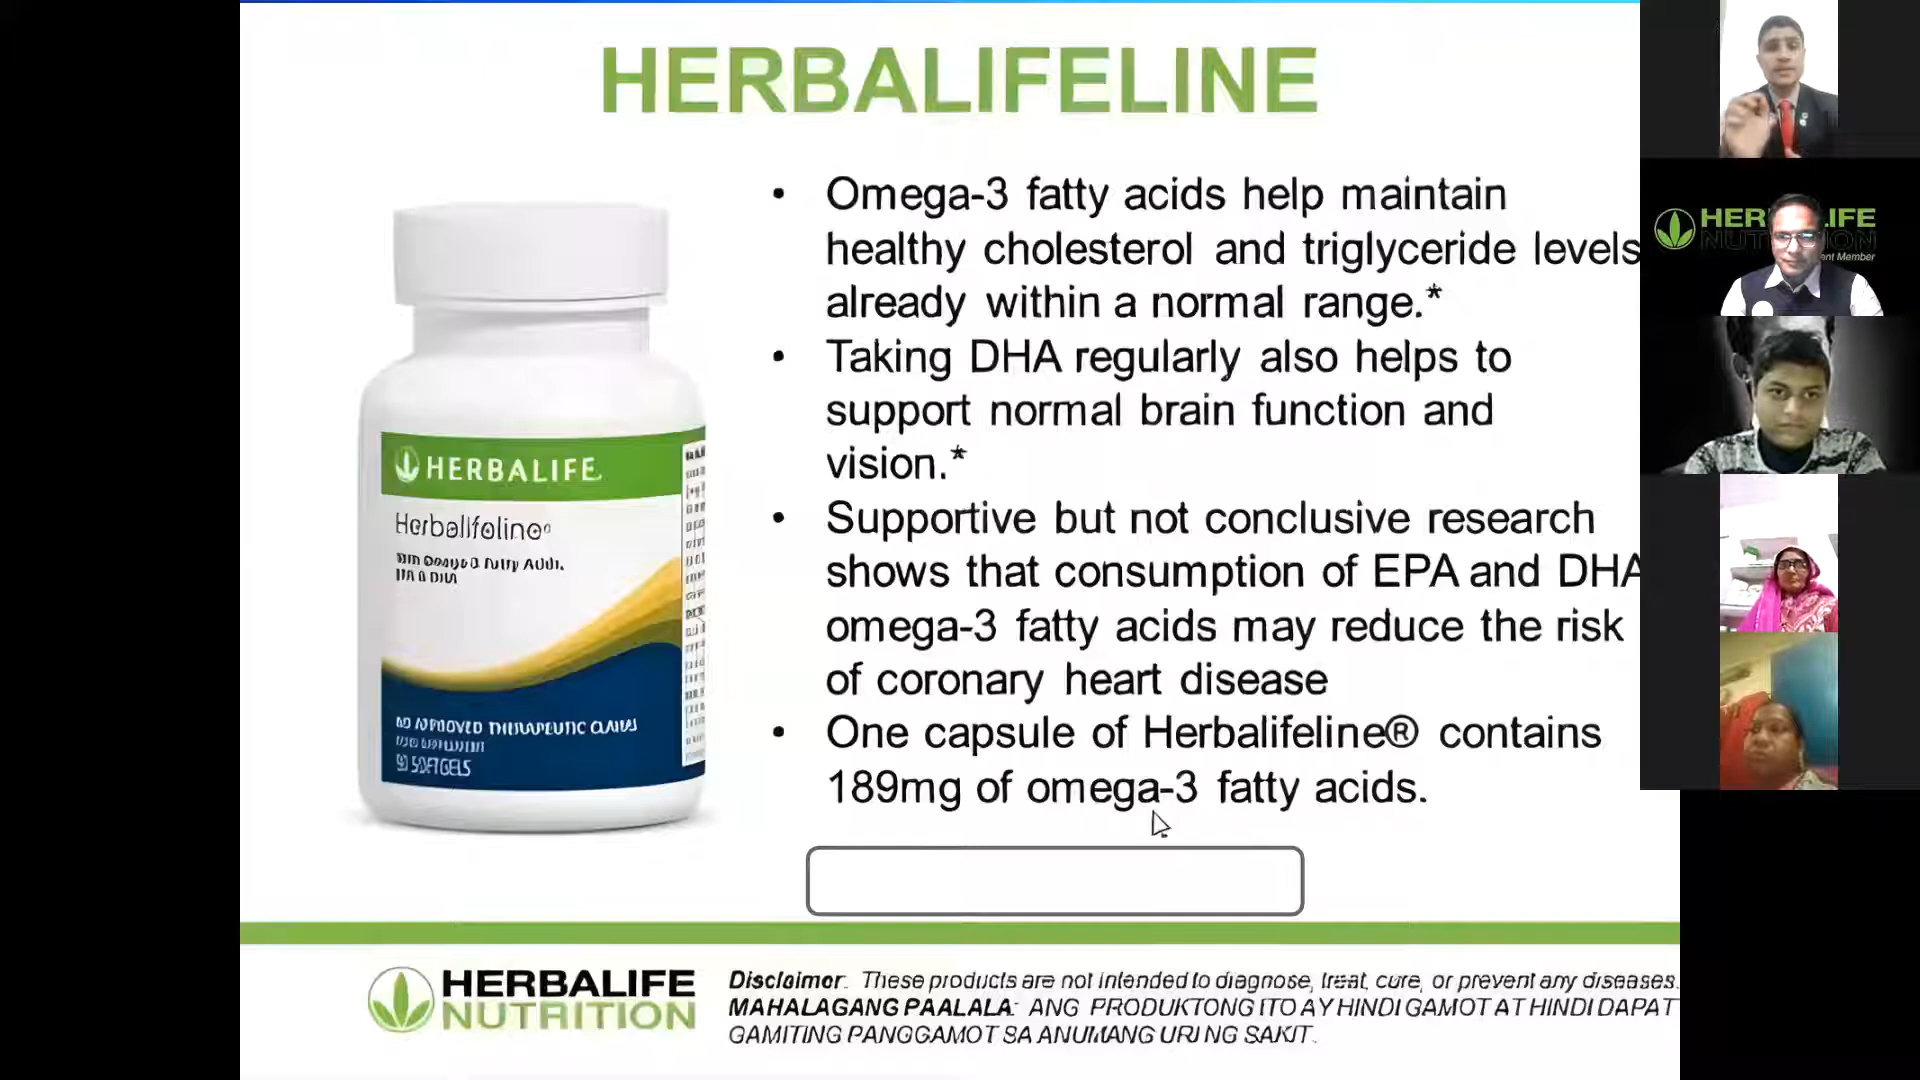 HERBALIFELINE
• Omega-3 fatty acids help maintain
healthy cholesterol and triglyceride levels
already within a normal range.*
• Taking DHA regularly also helps to
support normal brain function and
vision.*
• Supportive but not conclusive research
shows that consumption of EPA and DHA
omega-3 fatty acids may reduce the risk
of coronary heart disease
• One capsule of Herbalifeline® contains
189mg of omega-3 fatty acids.
HERBALIFE
Herbalifeline®
NO APPROVED THERAPEUTIC CLAIMS
90 SOFTGELS
HERBALIFE
NUTRITION
Disclaimer: These products are not intended to diagnose, treat, cure, or prevent any diseases.
MAHALAGANG PAALALA: ANG PRODUKTONG ITO AY HINDI GAMOT AT HINDI DAPAT
GAMITING PANGGAMOT SA ANUMANG URI NG SAKIT.